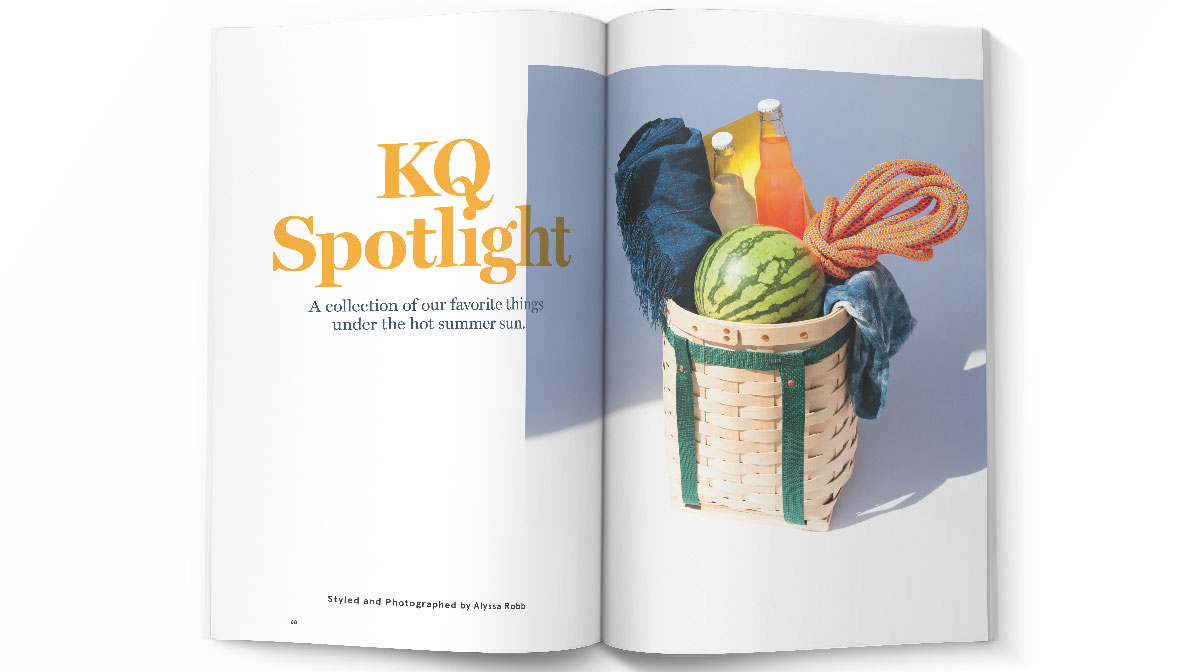 KQ
Spotlight
A collection of our favorite things
under the hot summer sun.
Styled and Photographed by Alyssa Robb